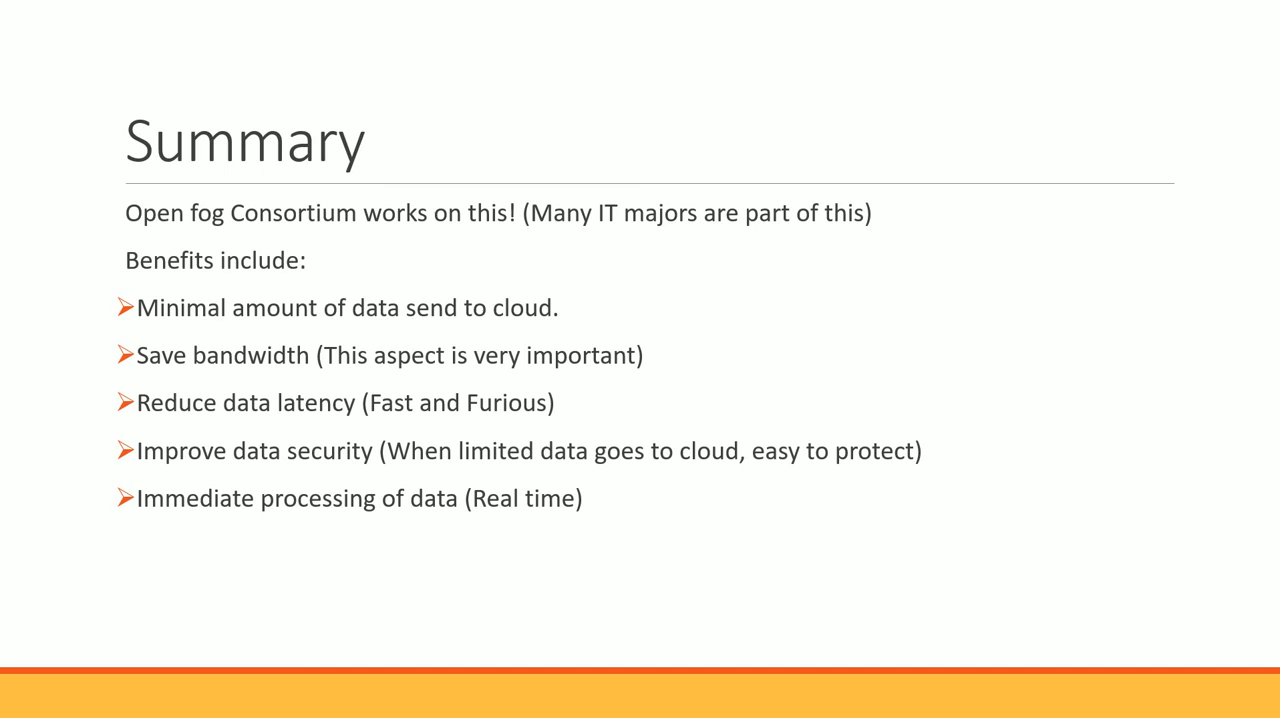 Summary
Open fog Consortium works on this! (Many IT majors are part of this)
Benefits include:
Minimal amount of data send to cloud.
Save bandwidth (This aspect is very important)
Reduce data latency (Fast and Furious)
Improve data security (When limited data goes to cloud, easy to protect)
Immediate processing of data (Real time)